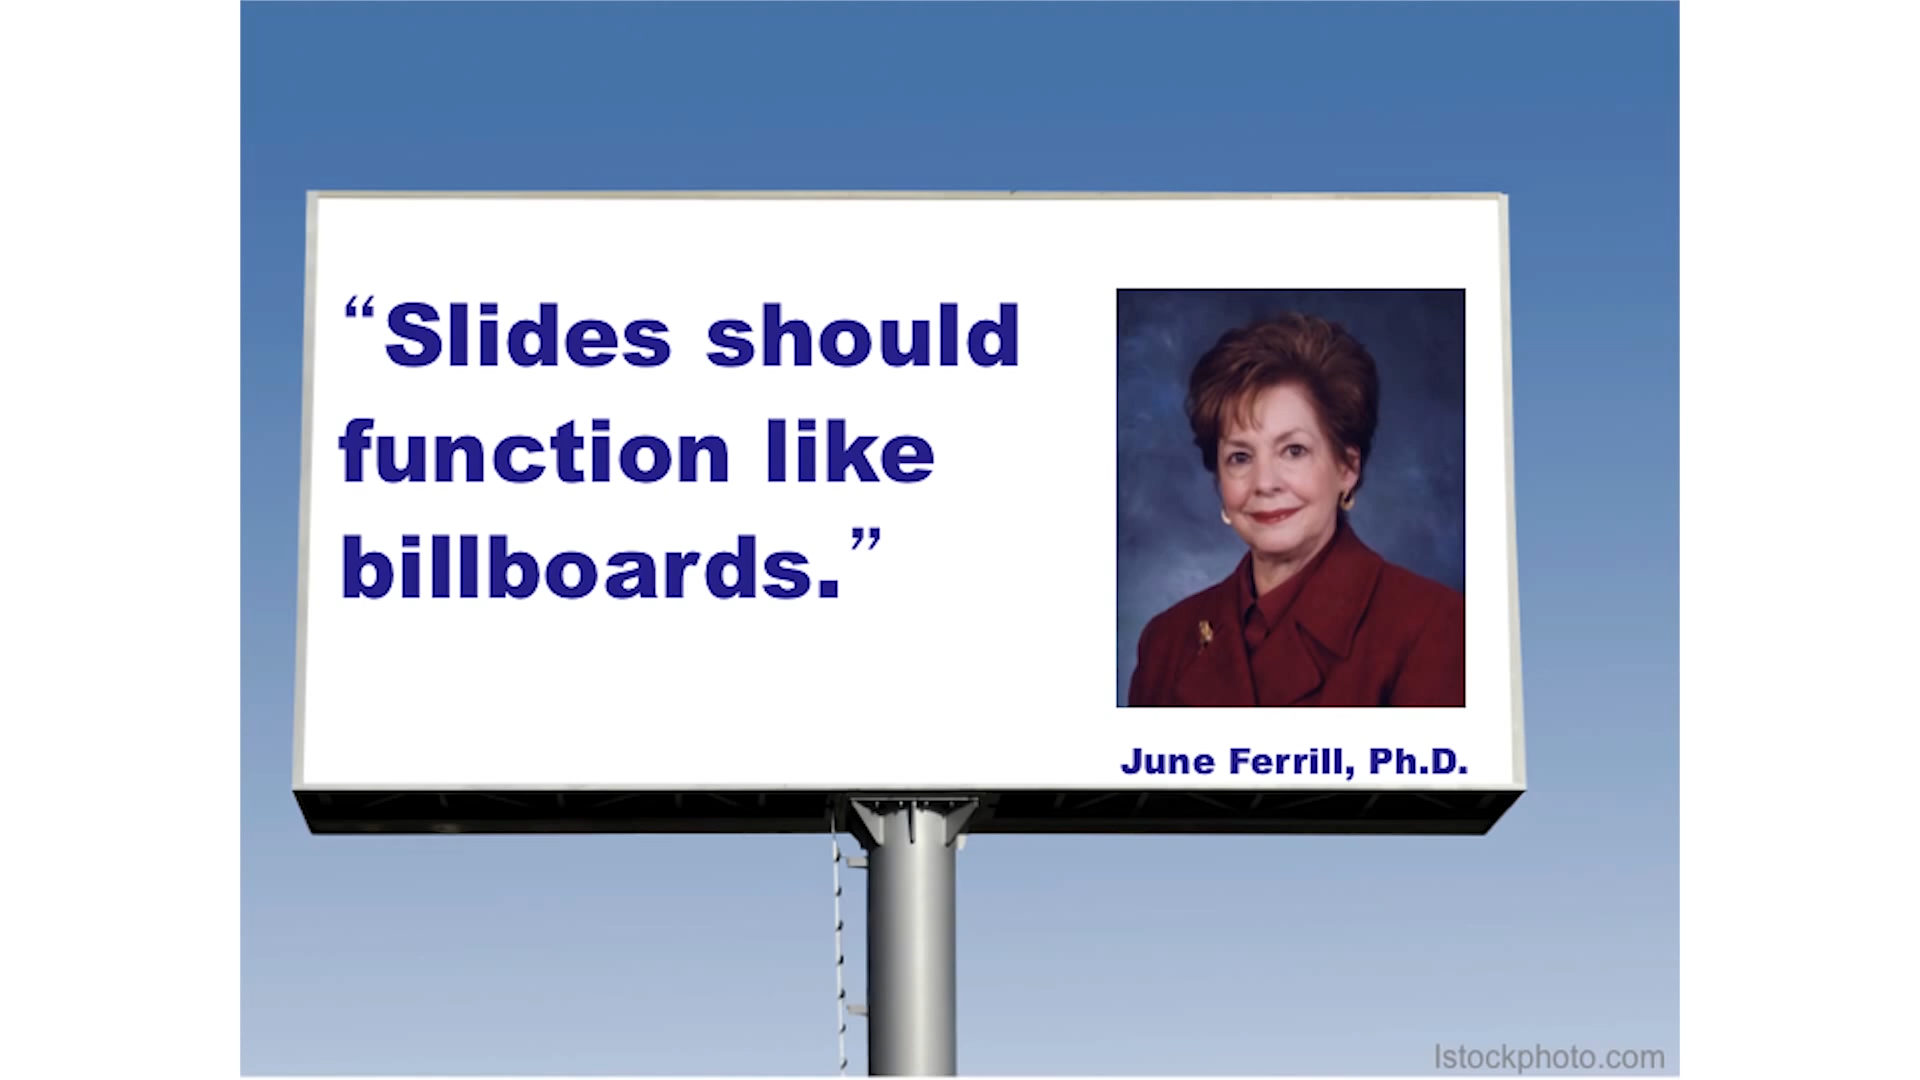 “Slides should
function like
billboards.”
June Ferrill, Ph.D.
Istockphoto.com